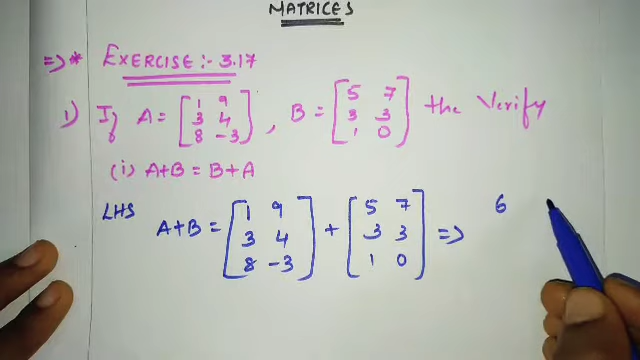 MATRICES
=> * EXERCISE:- 3.17
1) If A = [1 9 3 4 8 -3], B = [5 7 3 3 1 0] the Verify
(i) A+B = B+A
LHS
A+B = [1 9 3 4 8 -3] + [5 7 3 3 1 0] => 6